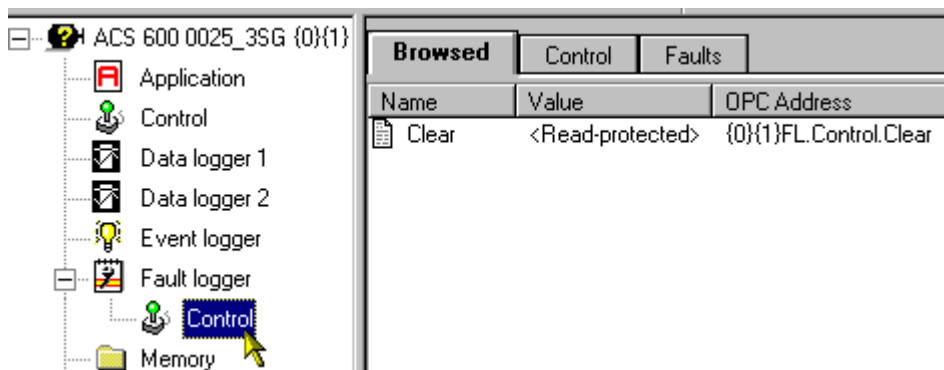 ACS 600 0025_3SG {0}{1}
Application
Control
Data logger 1
Data logger 2
Event logger
Fault logger
Control
Memory
Browsed Control Faults
Name Value OPC Address
Clear <Read-protected> {0}{1}FL.Control.Clear